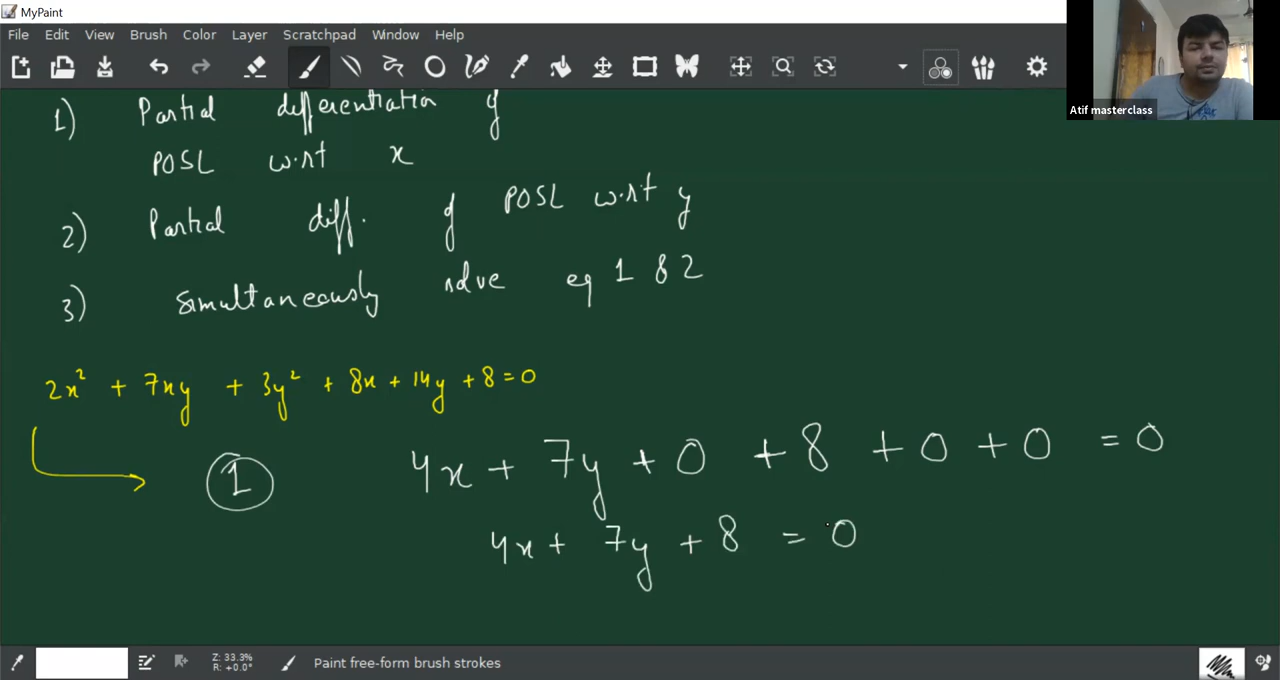 MyPaint
File Edit View Brush Color Layer Scratchpad Window Help
Atif masterclass
1) Partial differentiation of
POSL w.r.t x
2) Partial diff. of POSL w.r.t y
3) Simultaneously solve eq 1 & 2
2x² + 7xy + 3y² + 8x + 14y + 8 = 0
1 4x + 7y + 0 + 8 + 0 + 0 = 0
4x + 7y + 8 = 0
Z: 33.3%
R: +0.0°
Paint free-form brush strokes